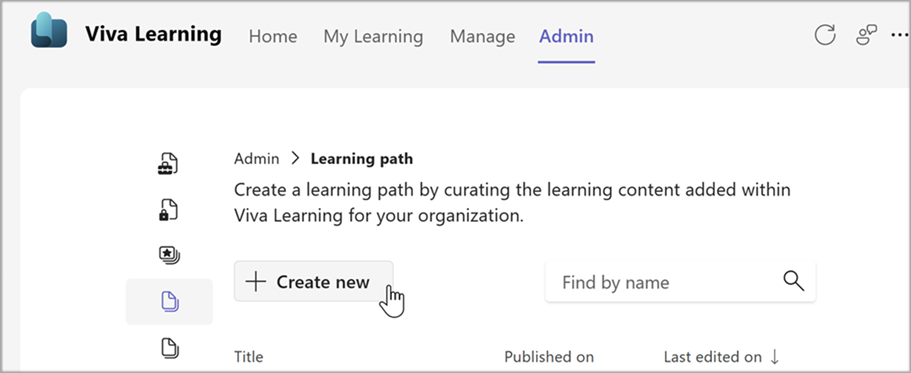 Viva Learning Home My Learning Manage Admin
Admin > Learning path
Create a learning path by curating the learning content added within
Viva Learning for your organization.
+ Create new Find by name
Title Published on Last edited on ↓